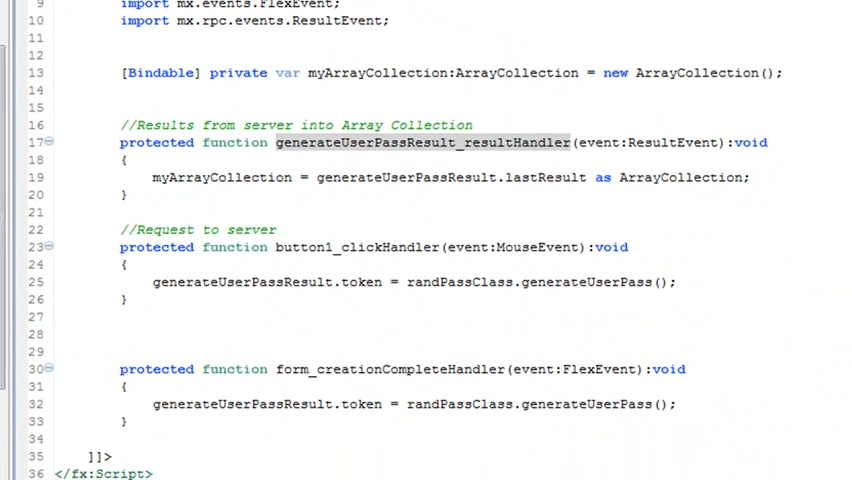 9 import mx.events.FlexEvent;
10 import mx.rpc.events.ResultEvent;
11
12
13 [Bindable] private var myArrayCollection:ArrayCollection = new ArrayCollection();
14
15
16 //Results from server into Array Collection
17 protected function generateUserPassResult_resultHandler(event:ResultEvent):void
18 {
19 myArrayCollection = generateUserPassResult.lastResult as ArrayCollection;
20 }
21
22 //Request to server
23 protected function button1_clickHandler(event:MouseEvent):void
24 {
25 generateUserPassResult.token = randPassClass.generateUserPass();
26 }
27
28
29
30 protected function form_creationCompleteHandler(event:FlexEvent):void
31 {
32 generateUserPassResult.token = randPassClass.generateUserPass();
33 }
34
35 ]]>
36 </fx:Script>